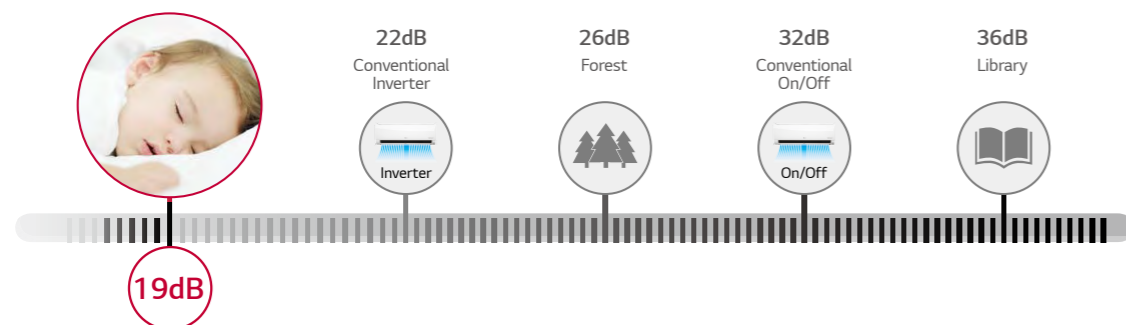 22dB
Conventional
Inverter
Inverter
26dB
Forest
32dB
Conventional
On/Off
On/Off
36dB
Library
19dB